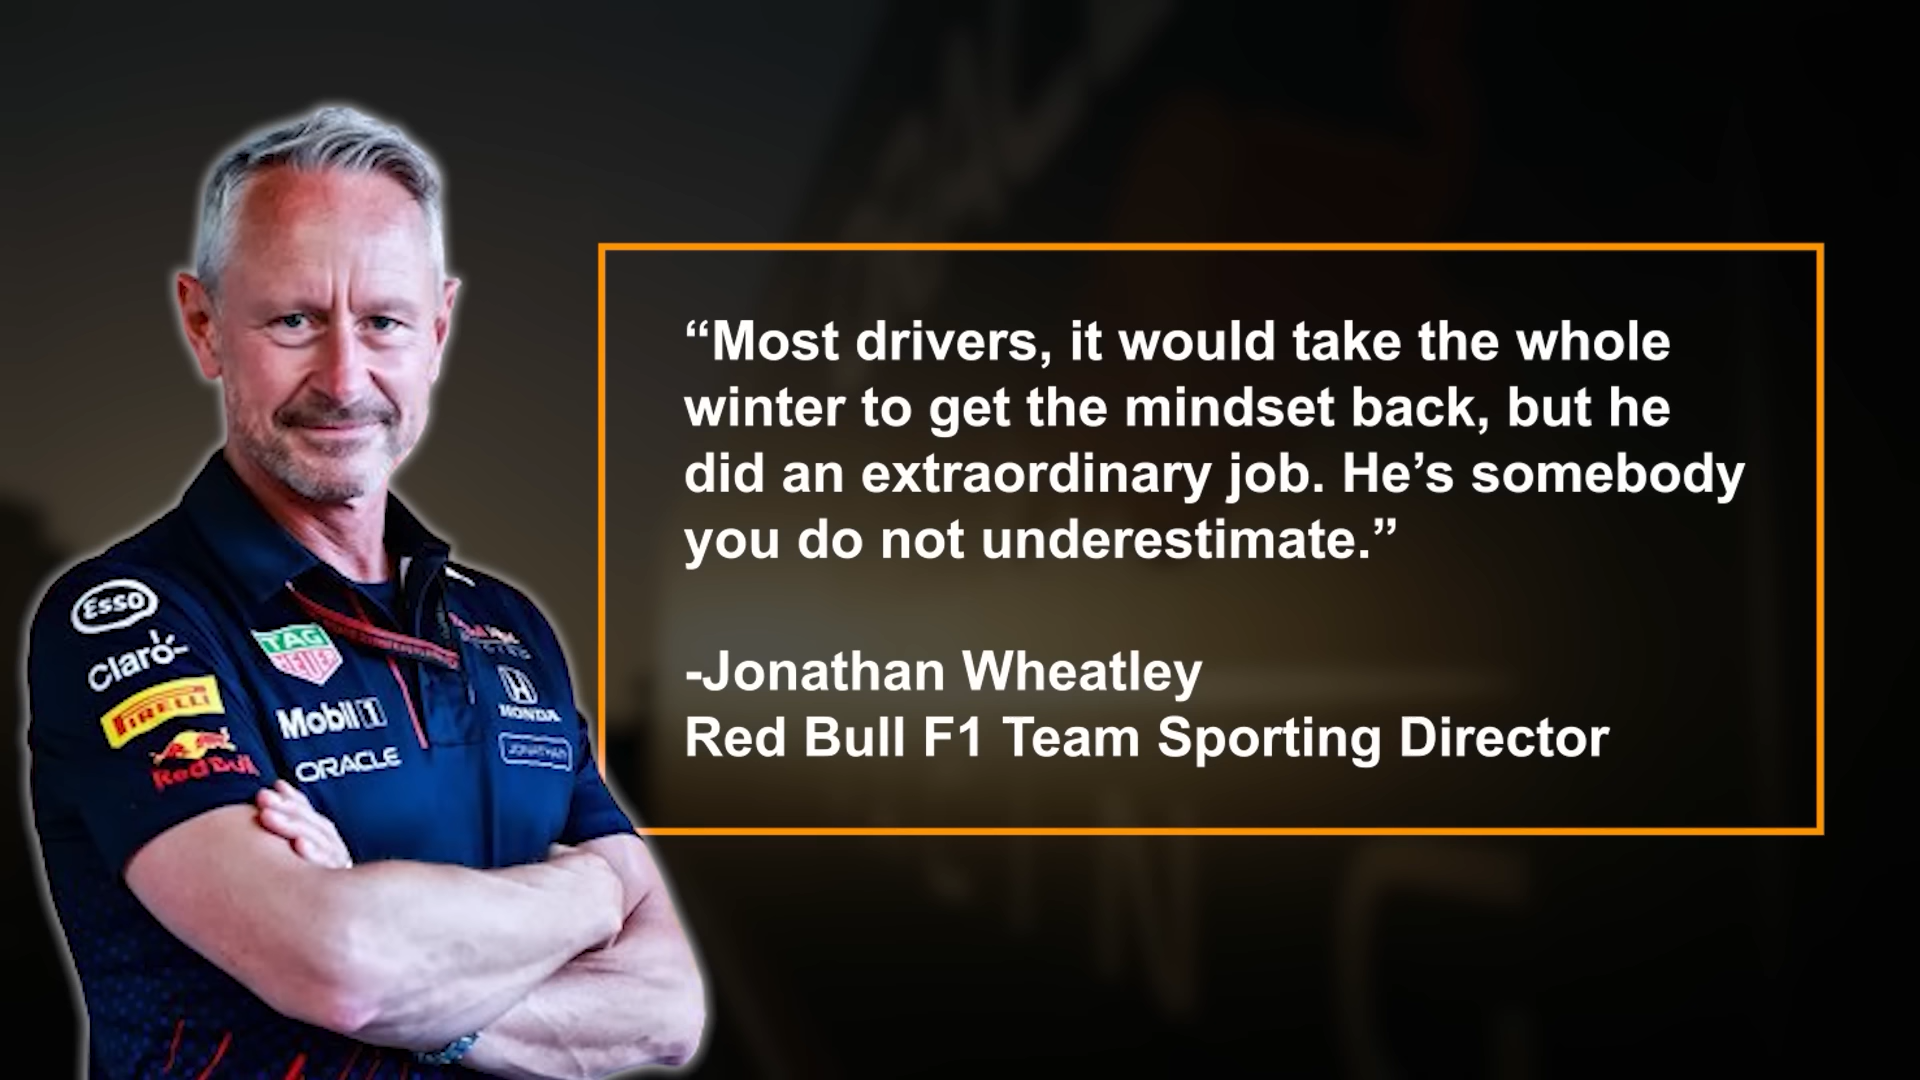 “Most drivers, it would take the whole
winter to get the mindset back, but he
did an extraordinary job. He’s somebody
you do not underestimate.”
-Jonathan Wheatley
Red Bull F1 Team Sporting Director
Esso
Claro-
PIRELLI
Red Bull
TAG
HEUER
Mobil 1
ORACLE
HONDA
JONATHAN